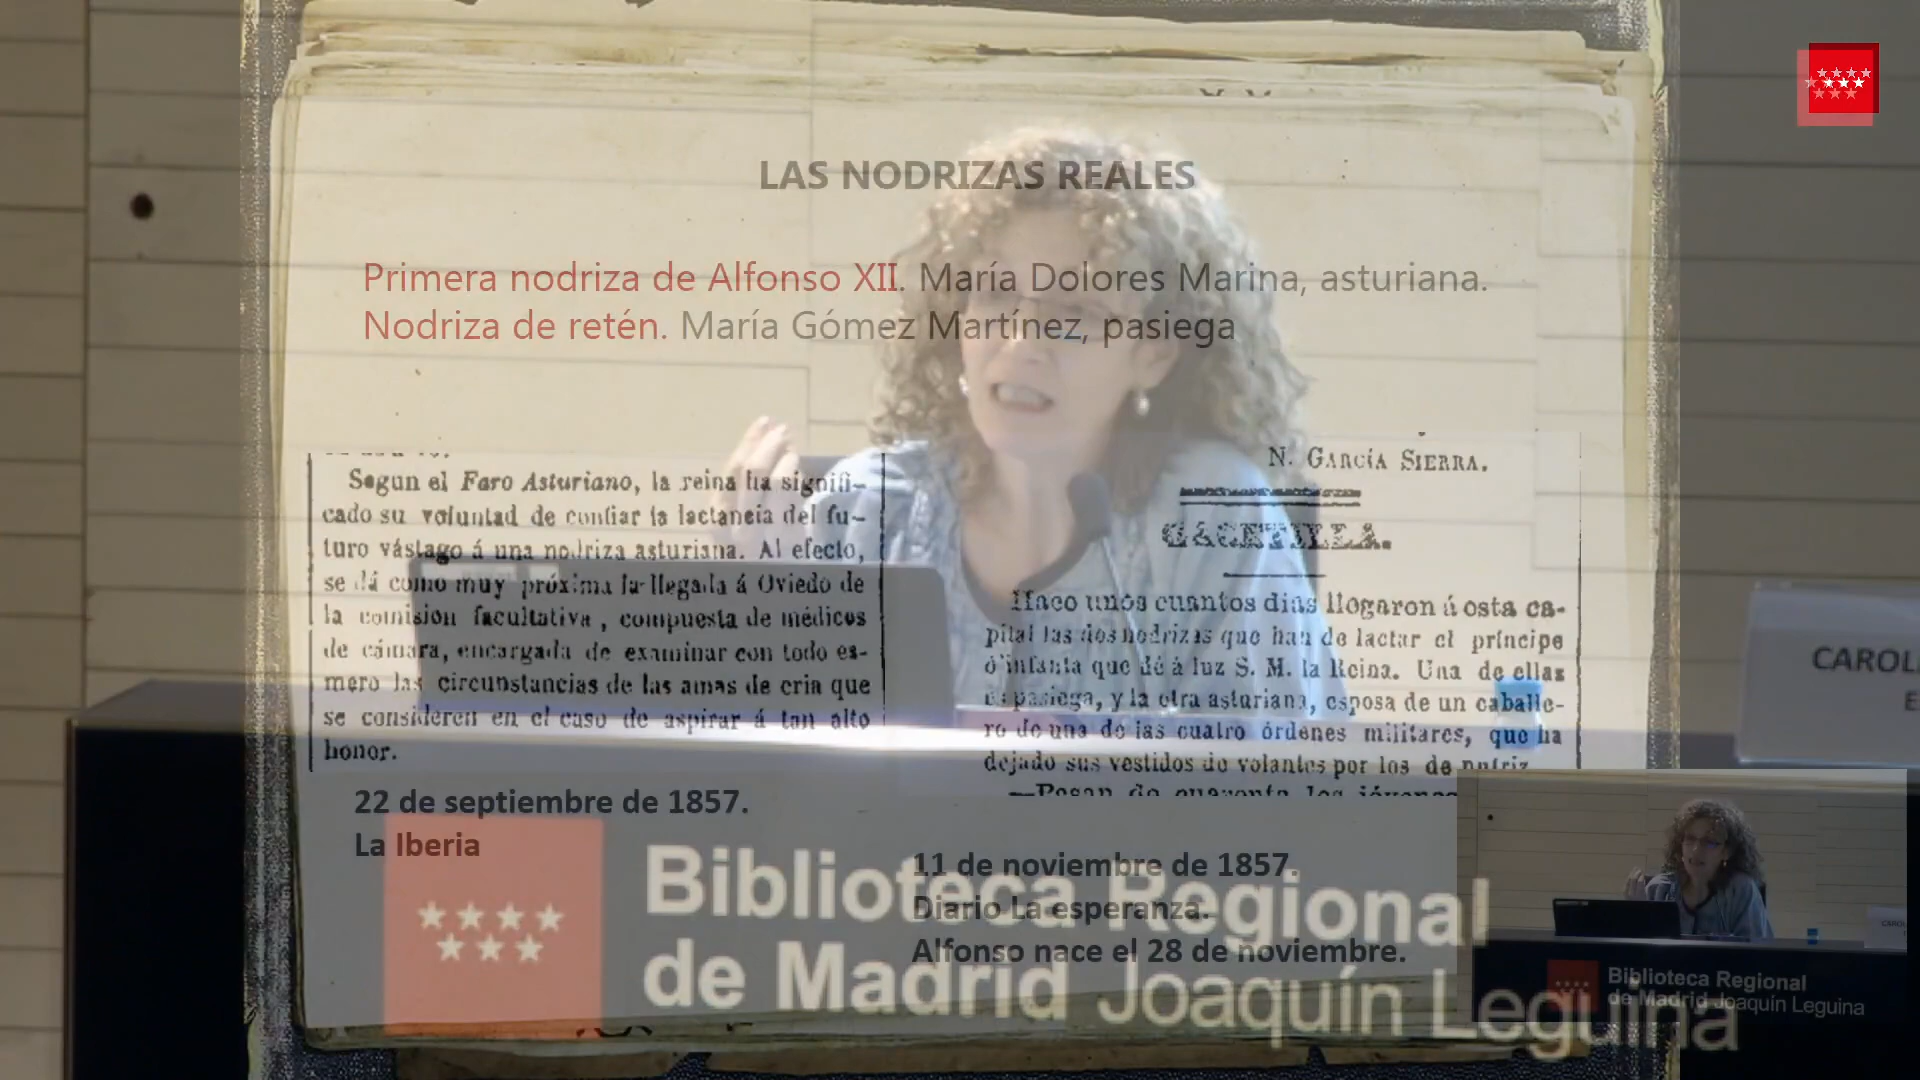 LAS NODRIZAS REALES
Primera nodriza de Alfonso XII. María Dolores Marina, asturiana.
Nodriza de retén. María Gómez Martínez, pasiega
Segun el Faro Asturiano, la reina ha signifi-
cado su voluntad de confiar la lactancia del fu-
turo vástago á una nodriza asturiana. Al efecto,
se dá como muy próxima la llegada á Oviedo de
la comision facultativa, compuesta de médicos
de cámara, encargada de examinar con todo es-
mero las circunstancias de las amas de cria que
se consideren en el caso de aspirar á tan alto
honor.
22 de septiembre de 1857.
La Iberia
N. GARCÍA SIERRA.
GACETILLA.
Hace unos cuantos dias llegaron á esta ca-
pital las dos nodrizas que han de lactar el príncipe
ó infanta que dé á luz S. M. la Reina. Una de ellas
es pasiega, y la otra asturiana, esposa de un caballe-
ro de una de las cuatro órdenes militares, que ha
dejado sus vestidos de volantes por los de nutriz
—Pasan de cuarenta los jóvenes
11 de noviembre de 1857.
Diario La esperanza.
Alfonso nace el 28 de noviembre.
CAROL
E
Biblioteca Regional
de Madrid Joaquín Leguina
Biblioteca Regional
de Madrid Joaquín Leguina